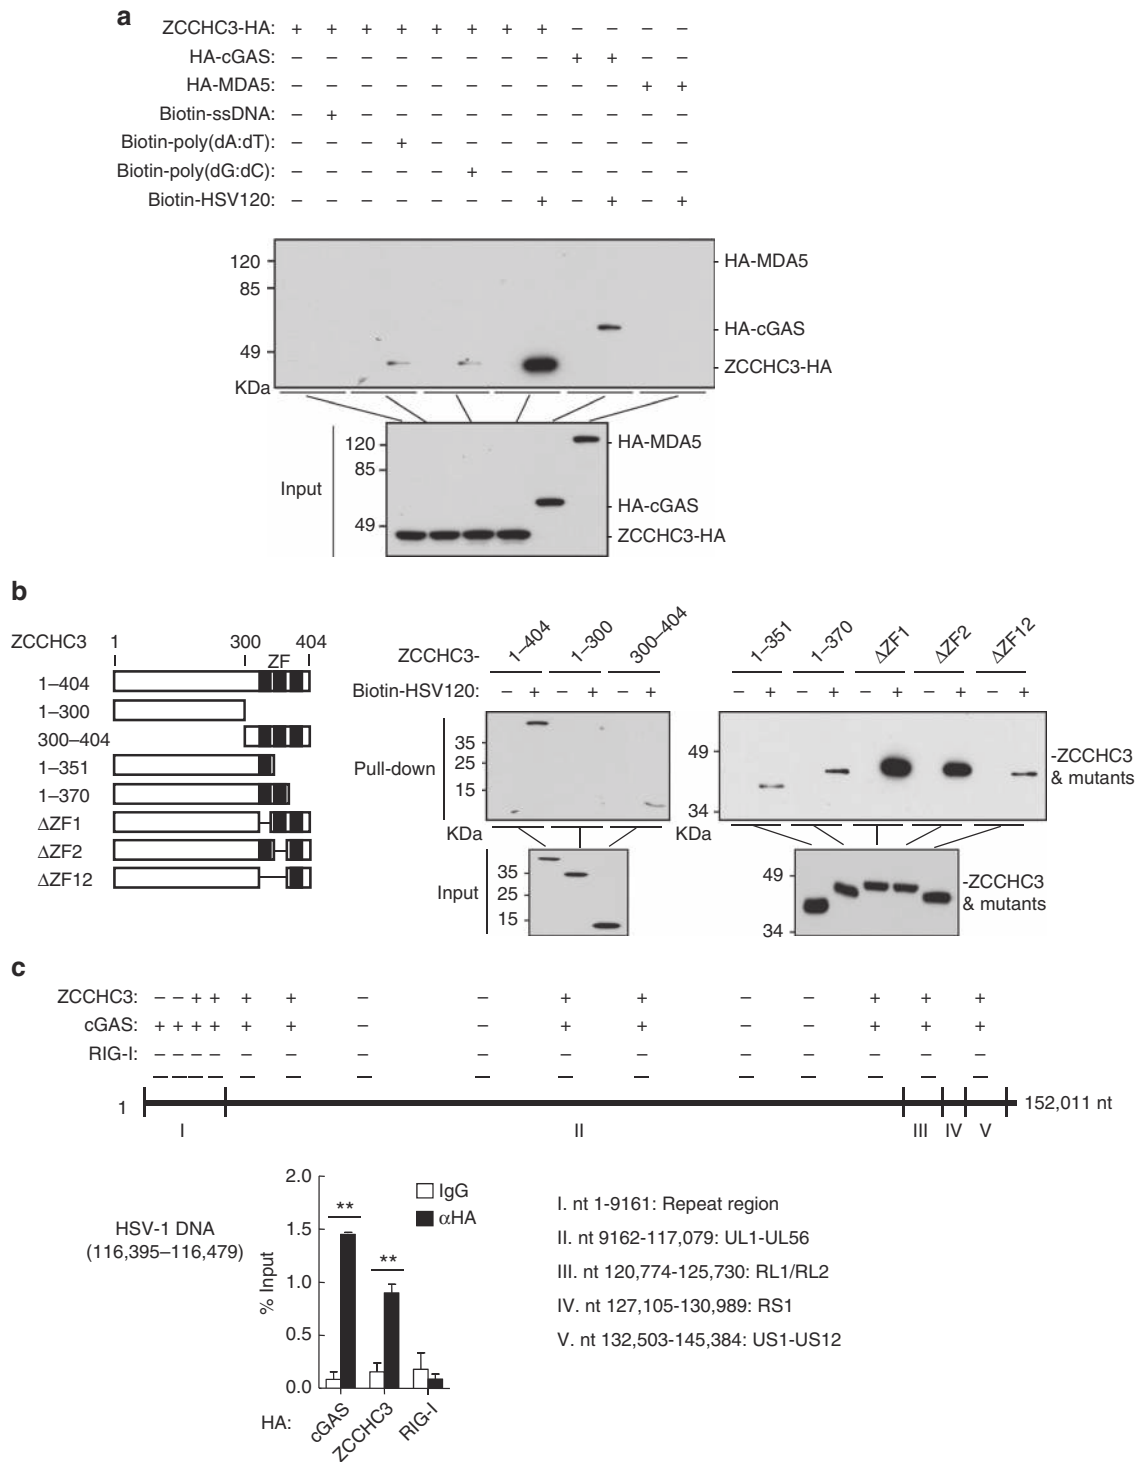 a
ZCCHC3-HA: + + + + + + + + – – – –
HA-cGAS: – – – – – – – – + + – –
HA-MDA5: – – – – – – – – – – + +
Biotin-ssDNA: – + – – – – – – – – – –
Biotin-poly(dA:dT): – – – + – – – – – – – –
Biotin-poly(dG:dC): – – – – – + – – – – – –
Biotin-HSV120: – – – – – – – + – + – +
120
85
49
KDa
HA-MDA5
HA-cGAS
ZCCHC3-HA
Input
120
85
49
HA-MDA5
HA-cGAS
ZCCHC3-HA
b
ZCCHC3 1 300 404
ZF
1–404
1–300
300–404
1–351
1–370
ΔZF1
ΔZF2
ΔZF12
ZCCHC3- 1–404 1–300 300–404 1–351 1–370 ΔZF1 ΔZF2 ΔZF12
Biotin-HSV120: – + – + – + – + – + – + – + – +
Pull-down
35
25
15
KDa
49
34
KDa
-ZCCHC3
& mutants
Input
35
25
15
49
34
-ZCCHC3
& mutants
c
ZCCHC3: – – + + + + – – + + – – + + +
cGAS: + + + + + + – – + + – – + + +
RIG-I: – – – – – – – – – – – – – – –
1
152,011 nt
I II III IV V
HSV-1 DNA
(116,395–116,479)
% Input
2.0
1.5
1.0
0.5
0.0
** **
IgG
αHA
HA: cGAS ZCCHC3 RIG-I
I. nt 1-9161: Repeat region
II. nt 9162-117,079: UL1-UL56
III. nt 120,774-125,730: RL1/RL2
IV. nt 127,105-130,989: RS1
V. nt 132,503-145,384: US1-US12